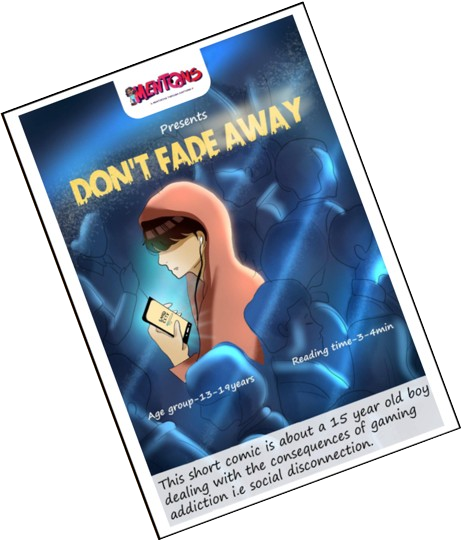 MENTOONS
Presents
DON'T FADE AWAY
Reading time-3-4min
Age group-13-19years
This short comic is about a 15 year old boy
dealing with the consequences of gaming
addiction i.e social disconnection.